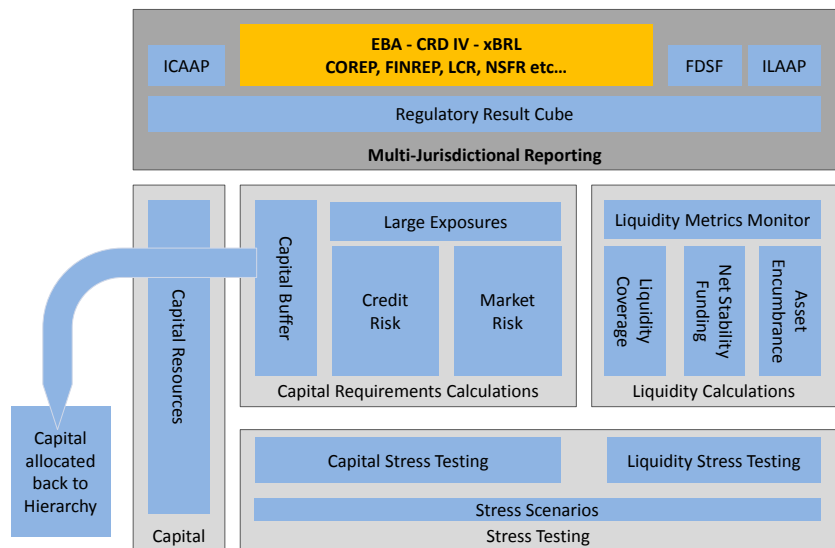 EBA - CRD IV - xBRL
COREP, FINREP, LCR, NSFR etc...
ICAAP
FDSF
ILAAP
Regulatory Result Cube
Multi-Jurisdictional Reporting
Capital Resources
Capital
Capital Buffer
Large Exposures
Credit
Risk
Market
Risk
Capital Requirements Calculations
Liquidity Metrics Monitor
Liquidity
Coverage
Net Stability
Funding
Asset
Encumbrance
Liquidity Calculations
Capital
allocated
back to
Hierarchy
Capital Stress Testing
Liquidity Stress Testing
Stress Scenarios
Stress Testing